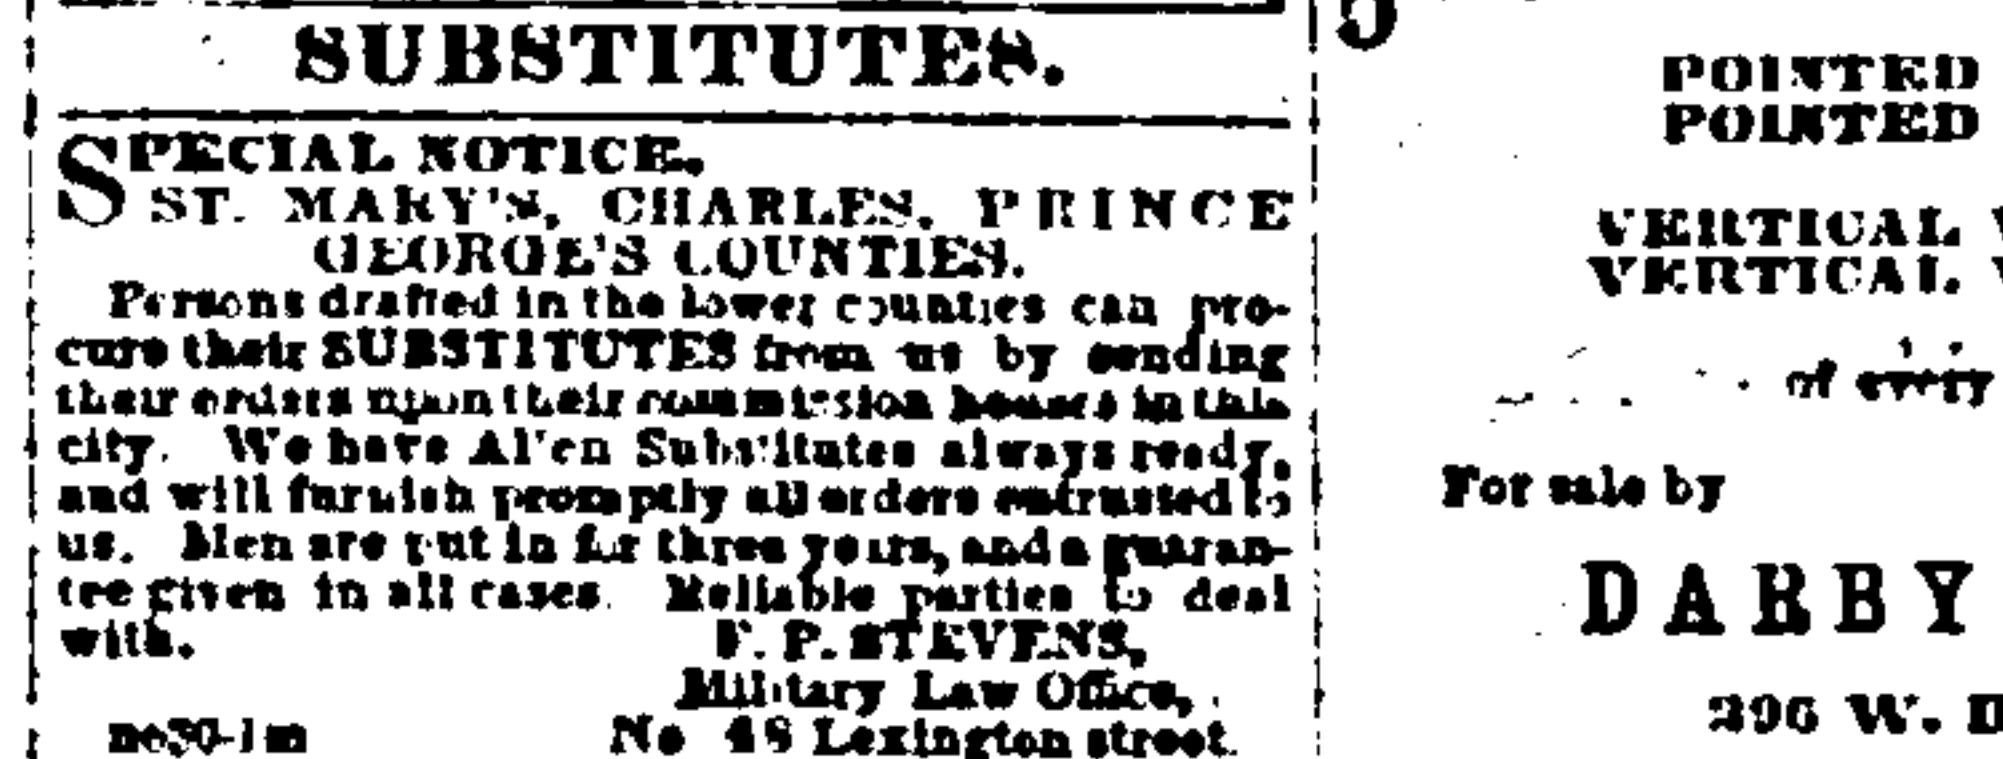 SUBSTITUTES.
SPECIAL NOTICE.
ST. MARY'S, CHARLES, PRINCE
GEORGE'S COUNTIES.
Persons drafted in the lower counties can pro-
cure their SUBSTITUTES from us by sending
their orders upon their commission houses in this
city. We have Alien Substitutes always ready,
and will furnish promptly all orders entrusted to
us. Men are put in for three years, and a guaran-
tee given in all cases. Reliable parties to deal
with.
F. P. STEVENS,
Military Law Office,
No 48 Lexington street.
no30-1m
POINTED
POINTED
VERTICAL
VERTICAL
of every
For sale by
DARBY
296 W.